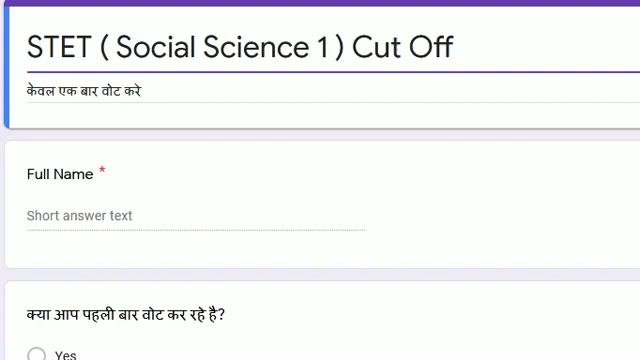 STET ( Social Science 1 ) Cut Off
केवल एक बार वोट करे
Full Name *
Short answer text
क्या आप पहली बार वोट कर रहे है?
Yes